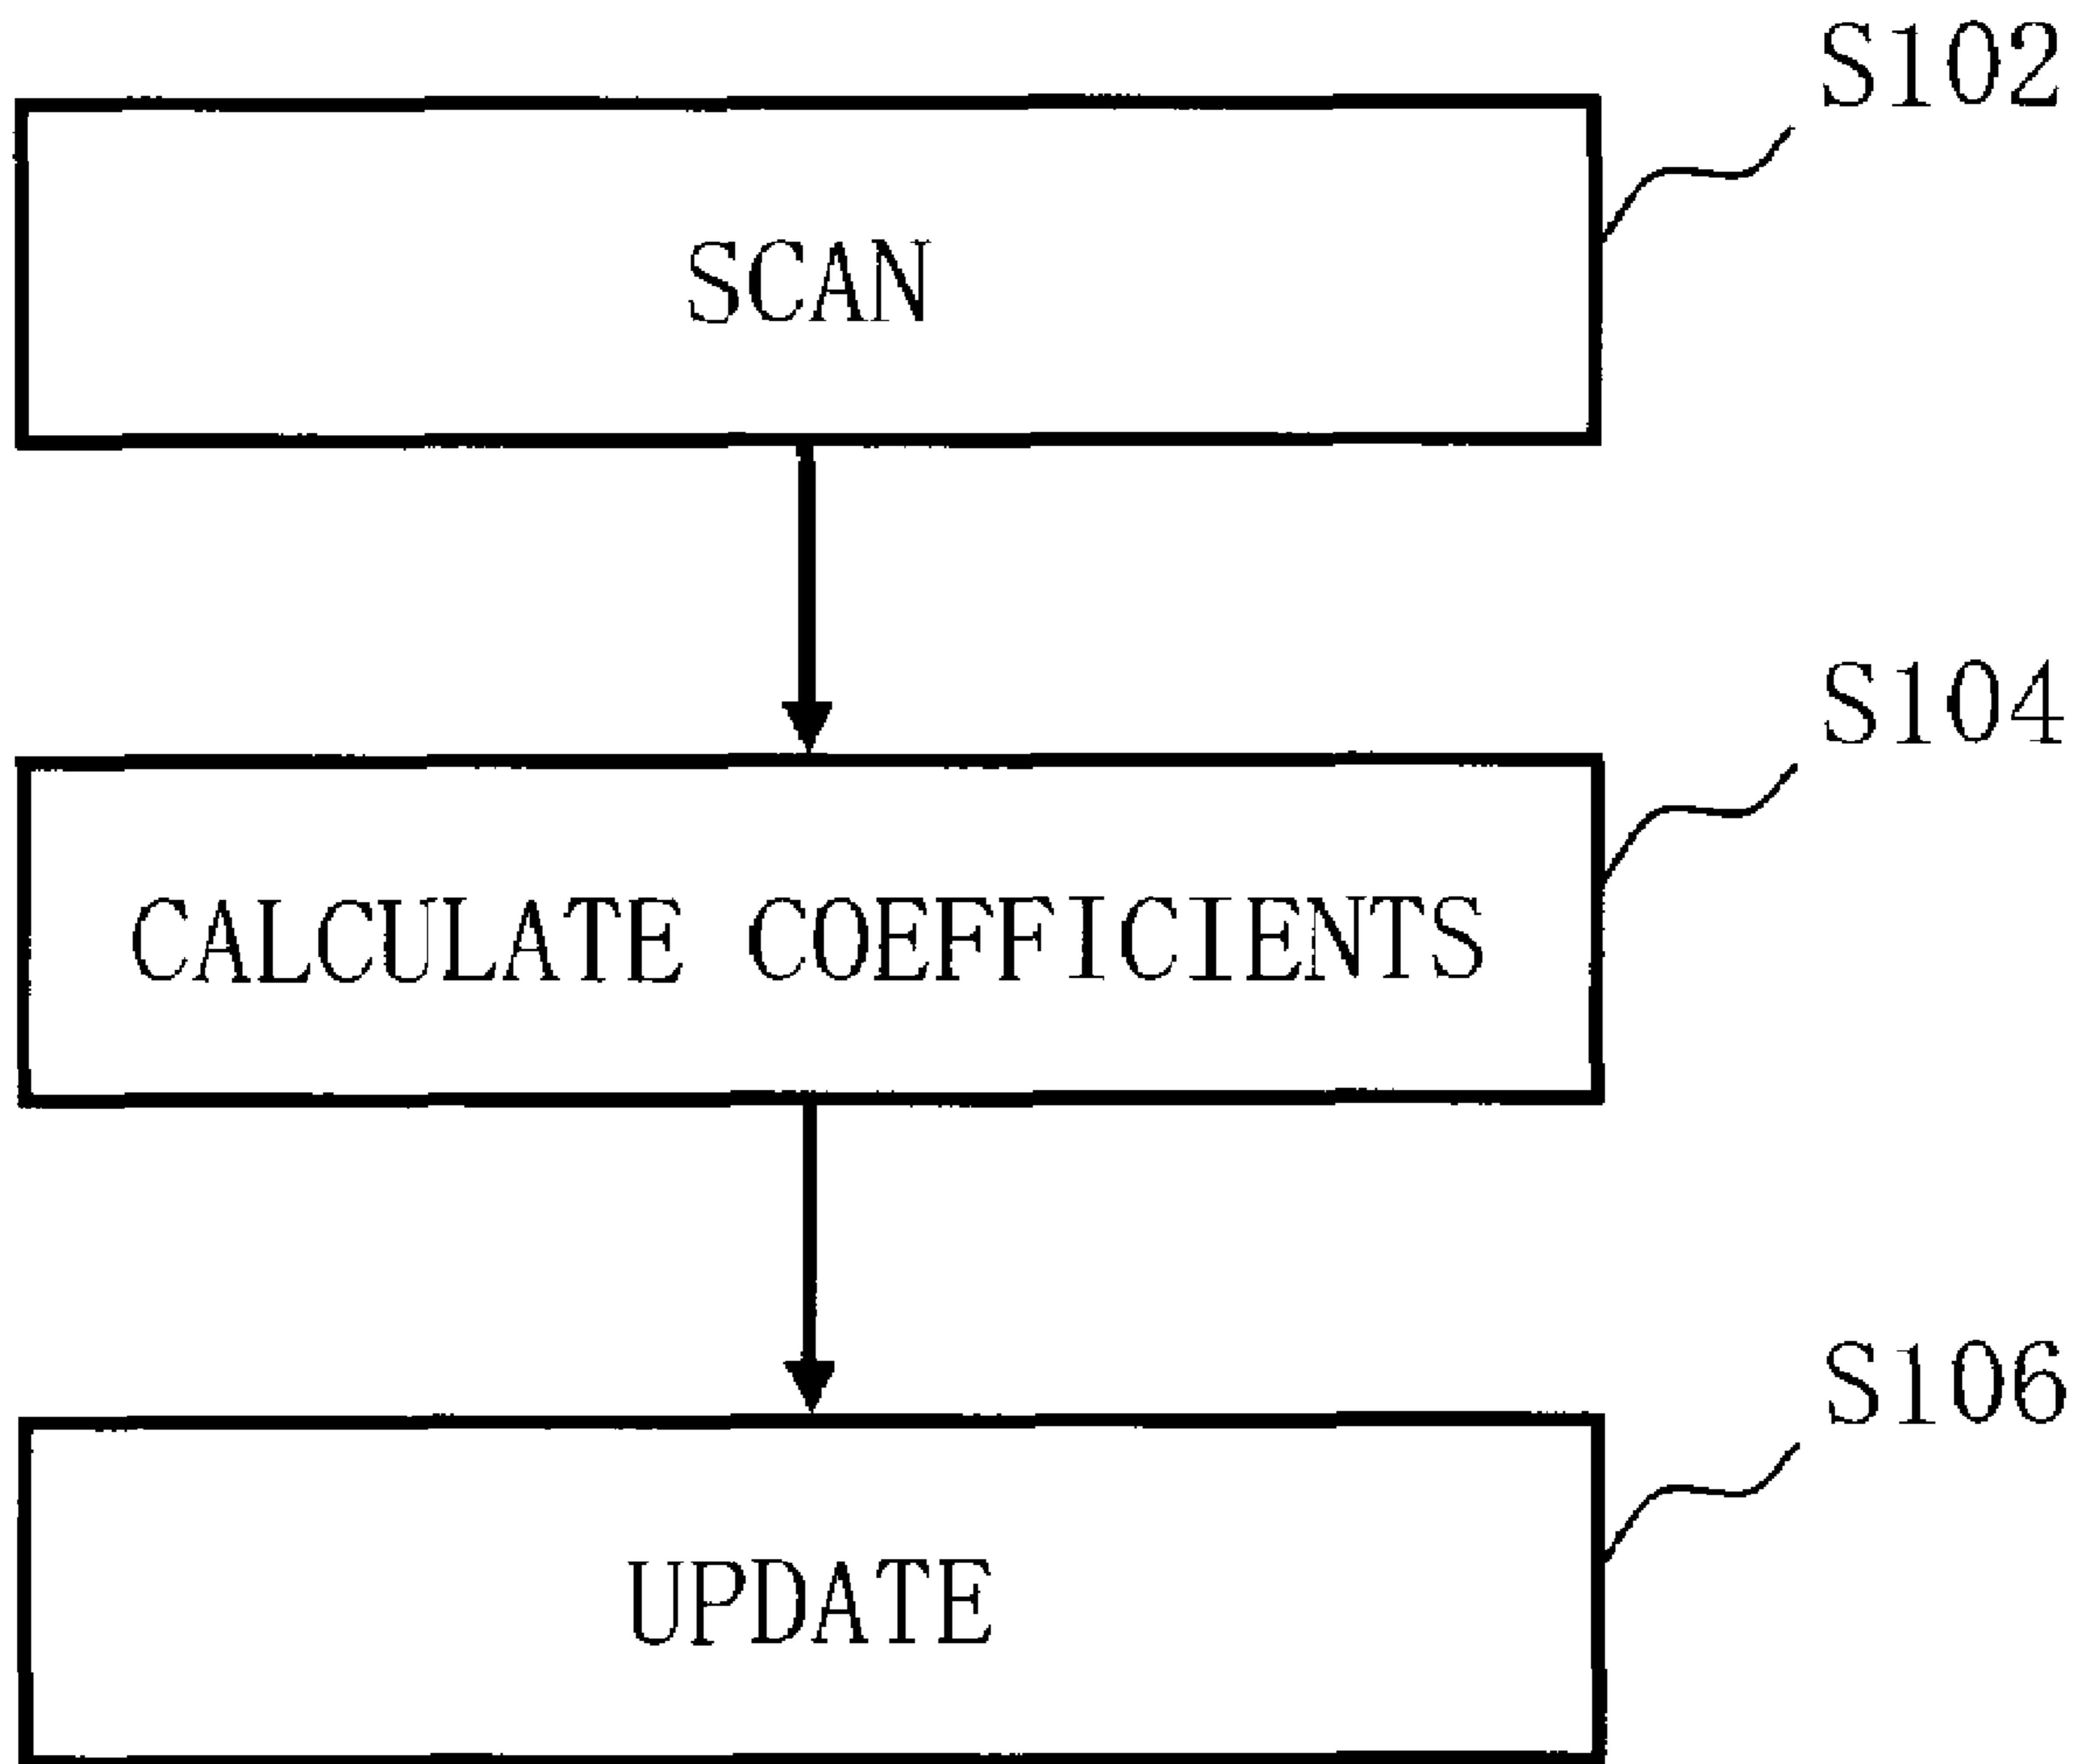 S102
SCAN
S104
CALCULATE COEFFICIENTS
S106
UPDATE